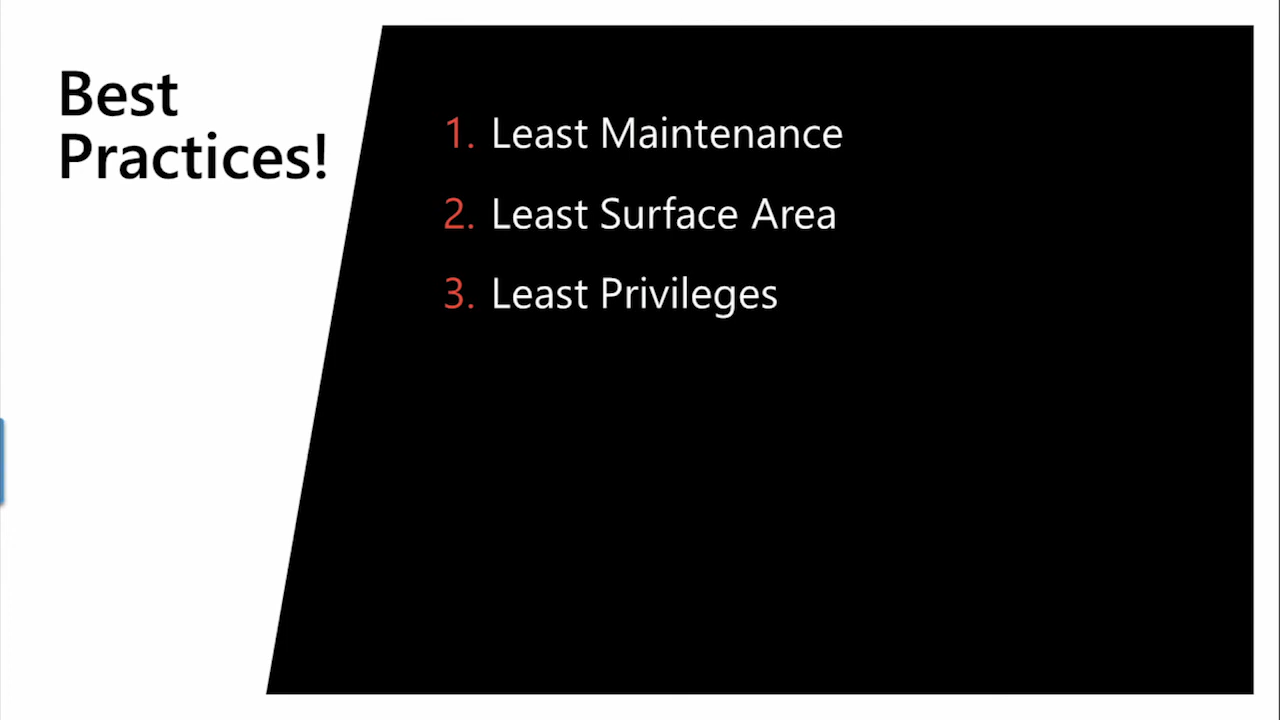 Best
Practices!
1. Least Maintenance
2. Least Surface Area
3. Least Privileges